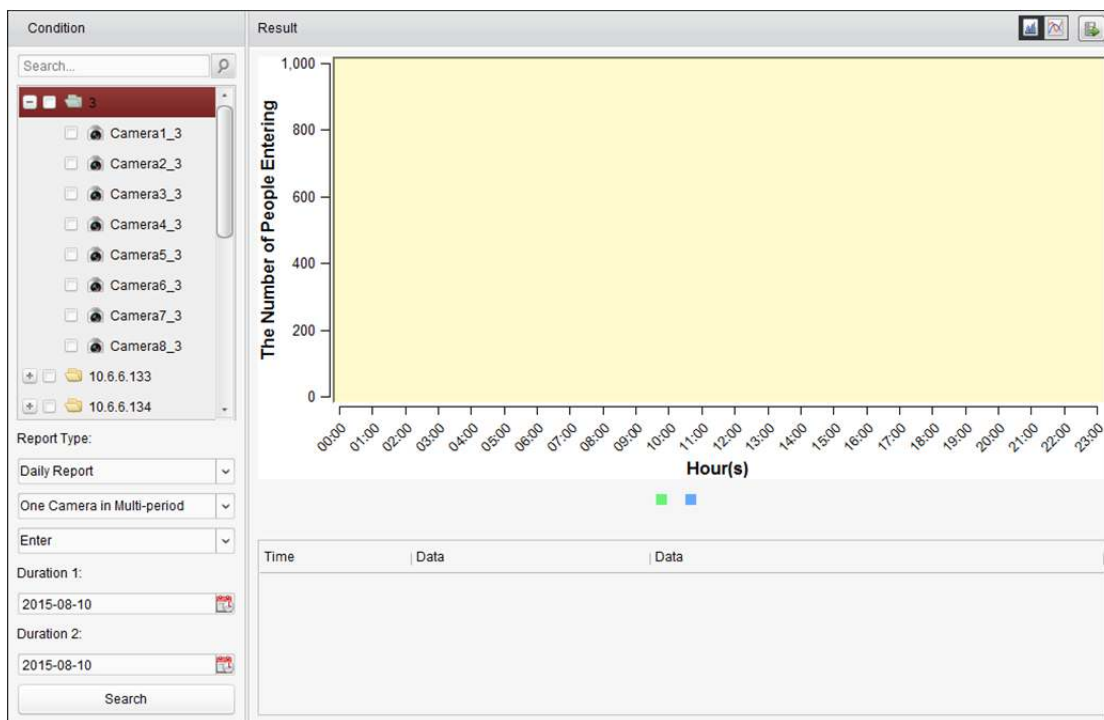 Condition
Search...
3
Camera1_3
Camera2_3
Camera3_3
Camera4_3
Camera5_3
Camera6_3
Camera7_3
Camera8_3
10.6.6.133
10.6.6.134
Report Type:
Daily Report
One Camera in Multi-period
Enter
Duration 1:
2015-08-10
Duration 2:
2015-08-10
Search
Result
The Number of People Entering
1,000
800
600
400
200
0
00:00 01:00 02:00 03:00 04:00 05:00 06:00 07:00 08:00 09:00 10:00 11:00 12:00 13:00 14:00 15:00 16:00 17:00 18:00 19:00 20:00 21:00 22:00 23:00
Hour(s)
Time Data Data